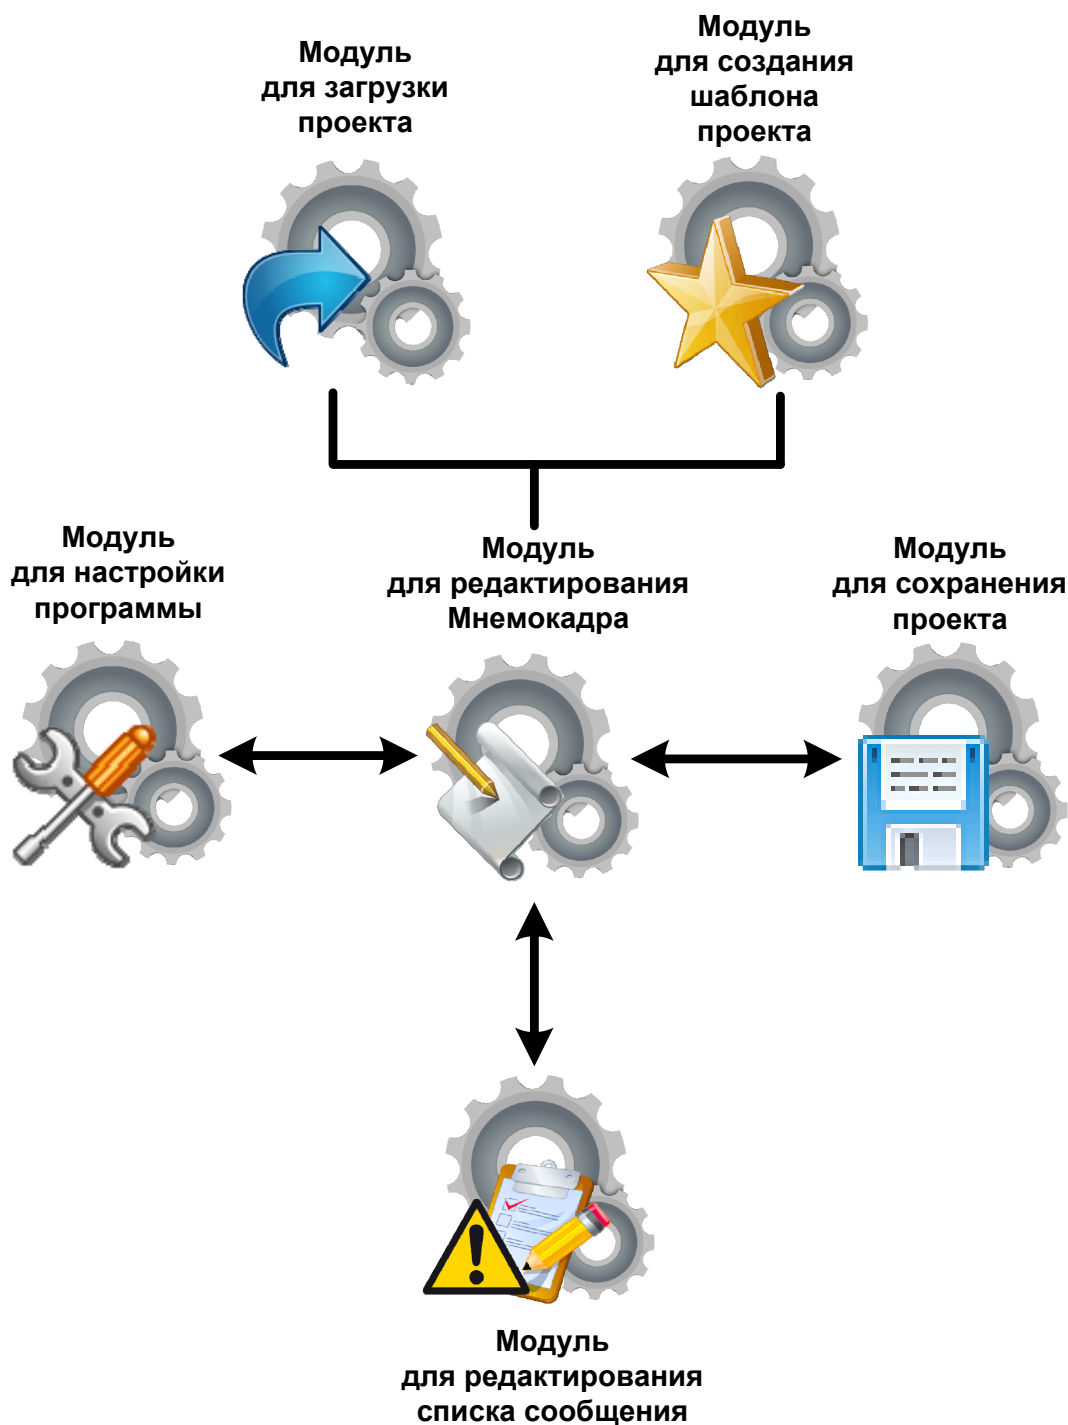 Модуль
для загрузки
проекта
Модуль
для создания
шаблона
проекта
Модуль
для настройки
программы
Модуль
для редактирования
Мнемокадра
Модуль
для сохранения
проекта
Модуль
для редактирования
списка сообщения